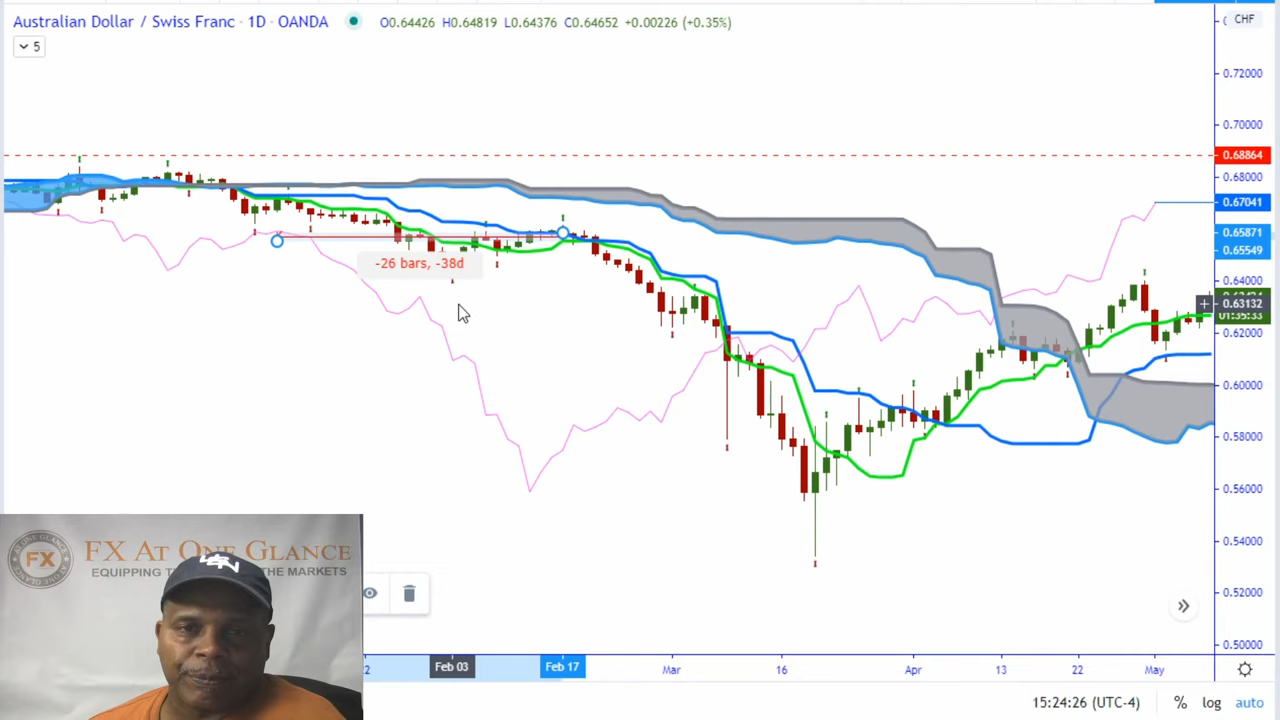 Australian Dollar / Swiss Franc · 1D · OANDA O0.64426 H0.64819 L0.64376 C0.64652 +0.00226 (+0.35%)
5
CHF
0.72000
0.70000
0.68864
0.68000
0.67041
0.65871
0.65549
0.64000
0.63132
01:35:33
0.62000
0.60000
0.58000
0.56000
0.54000
0.52000
0.50000
-26 bars, -38d
FX AT ONE GLANCE
FX
Feb 03
Feb 17
Mar
16
Apr
13
22
May
15:24:26 (UTC-4) % log auto